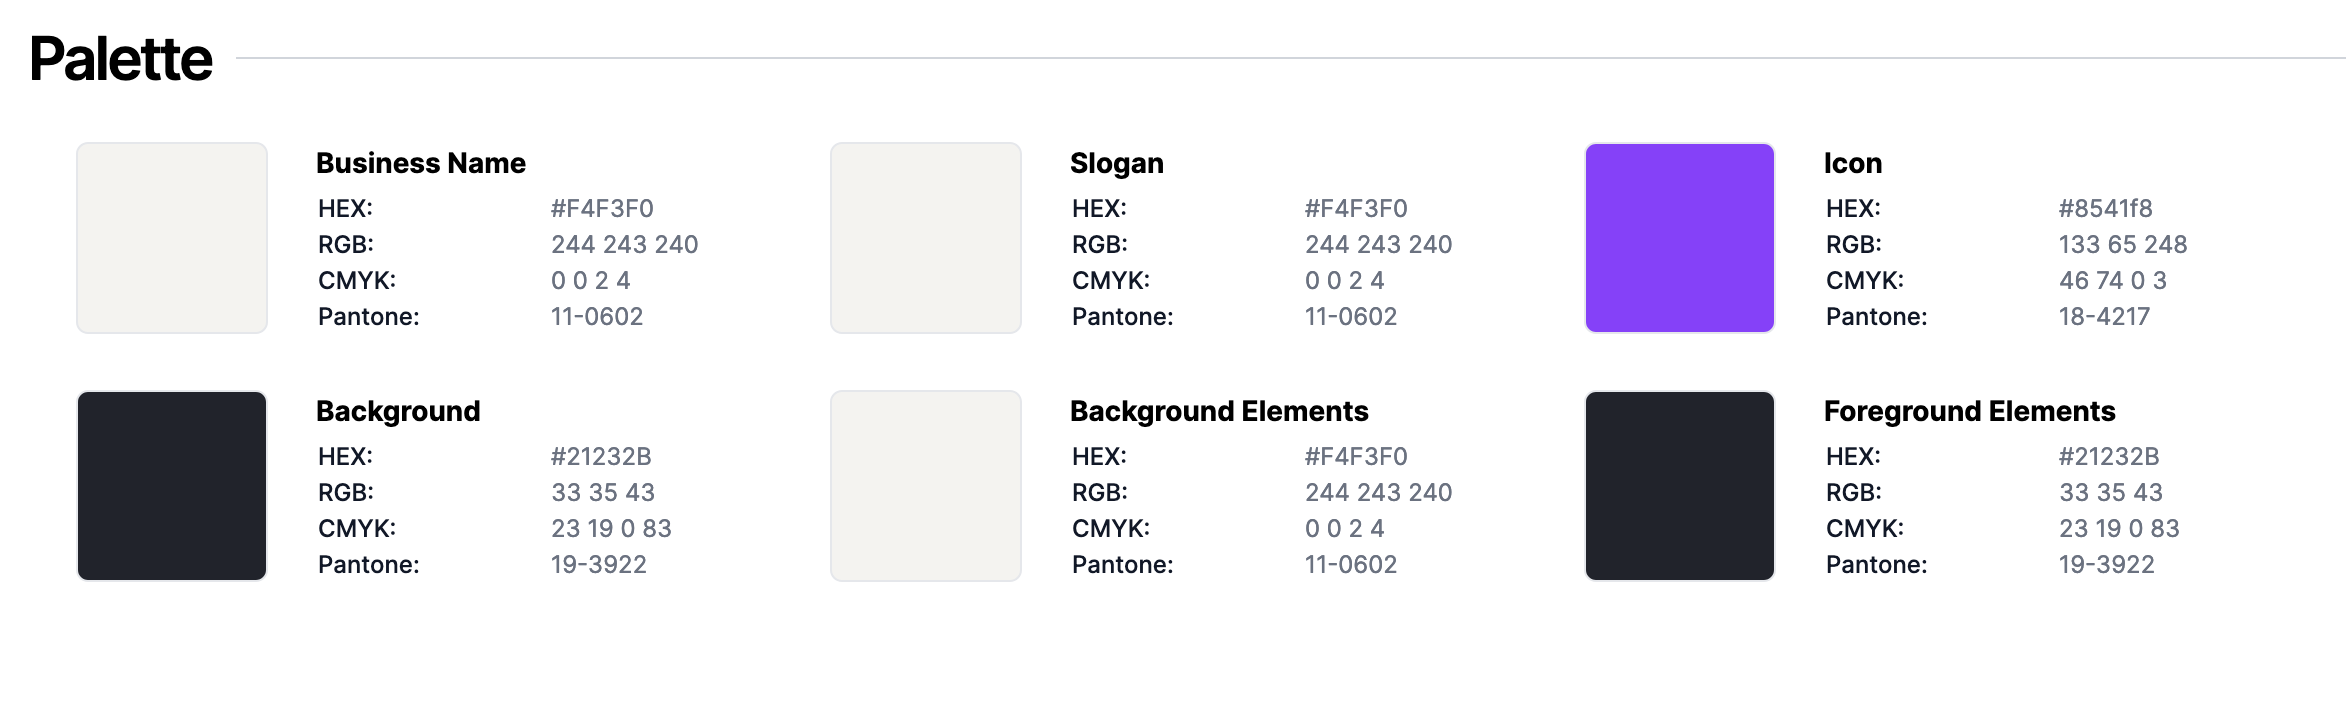 Palette
Business Name
HEX: #F4F3F0
RGB: 244 243 240
CMYK: 0 0 2 4
Pantone: 11-0602
Slogan
HEX: #F4F3F0
RGB: 244 243 240
CMYK: 0 0 2 4
Pantone: 11-0602
Icon
HEX: #8541f8
RGB: 133 65 248
CMYK: 46 74 0 3
Pantone: 18-4217
Background
HEX: #21232B
RGB: 33 35 43
CMYK: 23 19 0 83
Pantone: 19-3922
Background Elements
HEX: #F4F3F0
RGB: 244 243 240
CMYK: 0 0 2 4
Pantone: 11-0602
Foreground Elements
HEX: #21232B
RGB: 33 35 43
CMYK: 23 19 0 83
Pantone: 19-3922